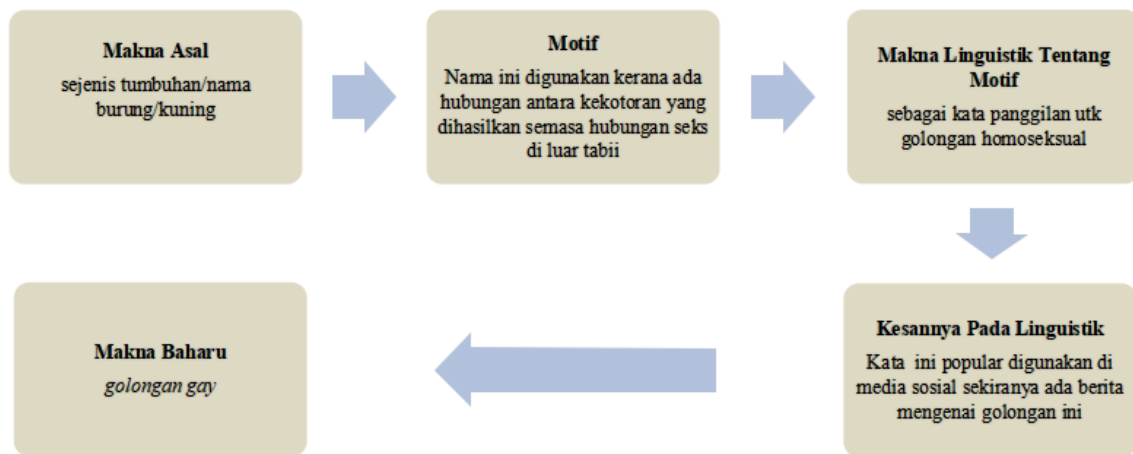 Makna Asal
sejenis tumbuhan/nama
burung/kuning
Motif
Nama ini digunakan kerana ada
hubungan antara kekotoran yang
dihasilkan semasa hubungan seks
di luar tabii
Makna Linguistik Tentang
Motif
sebagai kata panggilan utk
golongan homoseksual
Kesannya Pada Linguistik
Kata ini popular digunakan di
media sosial sekiranya ada berita
mengenai golongan ini
Makna Baharu
golongan gay